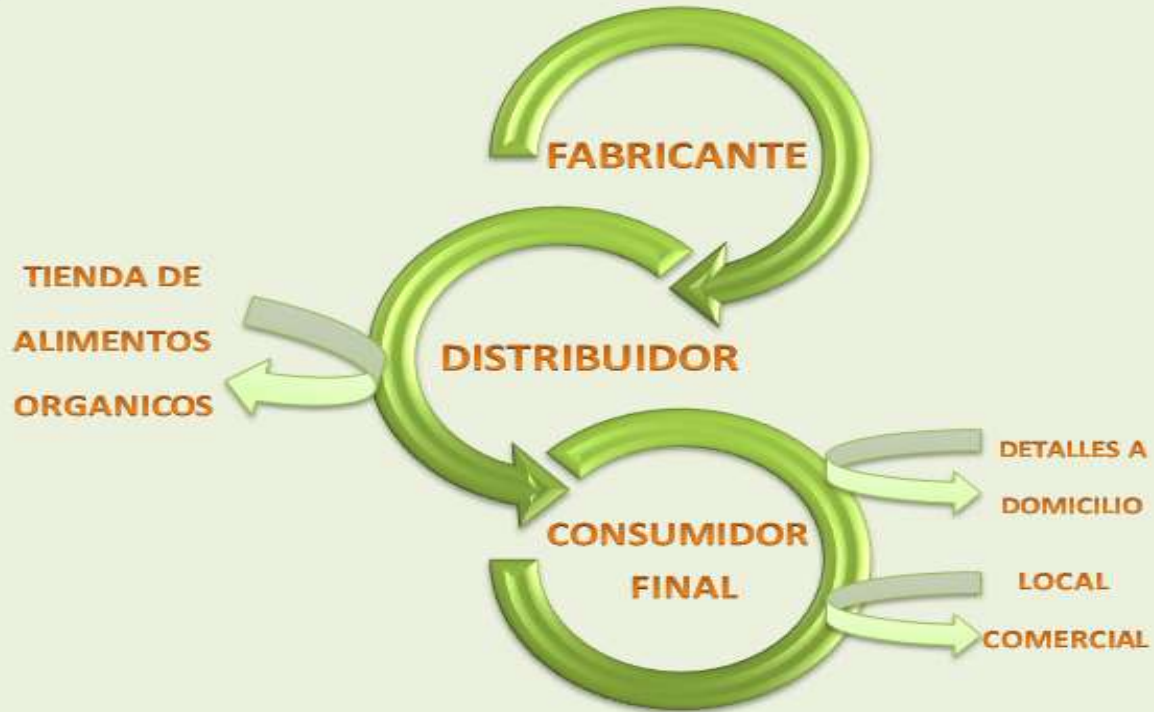 FABRICANTE
TIENDA DE
ALIMENTOS
ORGANICOS
DISTRIBUIDOR
CONSUMIDOR
FINAL
DETALLES A
DOMICILIO
LOCAL
COMERCIAL